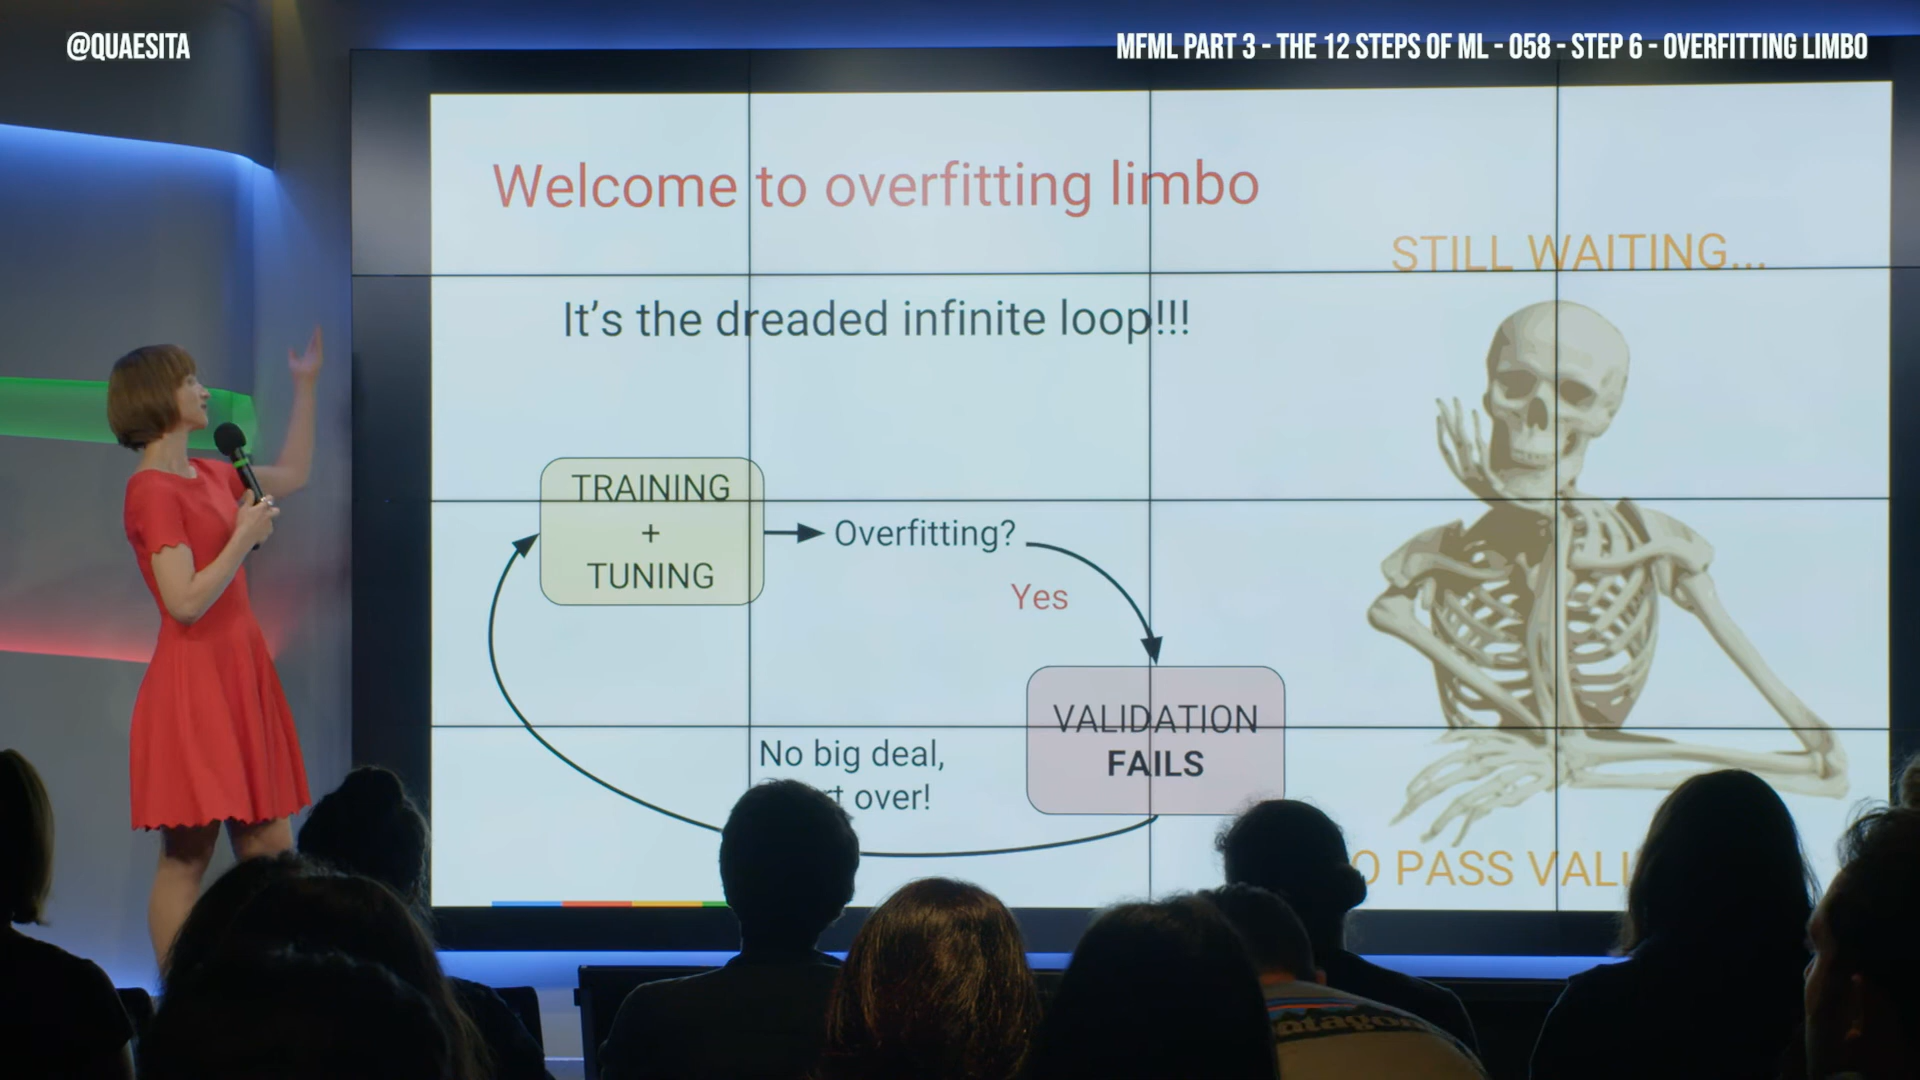 @QUAESITA
MFML PART 3 - THE 12 STEPS OF ML - 058 - STEP 6 - OVERFITTING LIMBO
Welcome to overfitting limbo
STILL WAITING...
It's the dreaded infinite loop!!!
TRAINING
+
TUNING
Overfitting?
Yes
VALIDATION
FAILS
No big deal,
over!
PASS